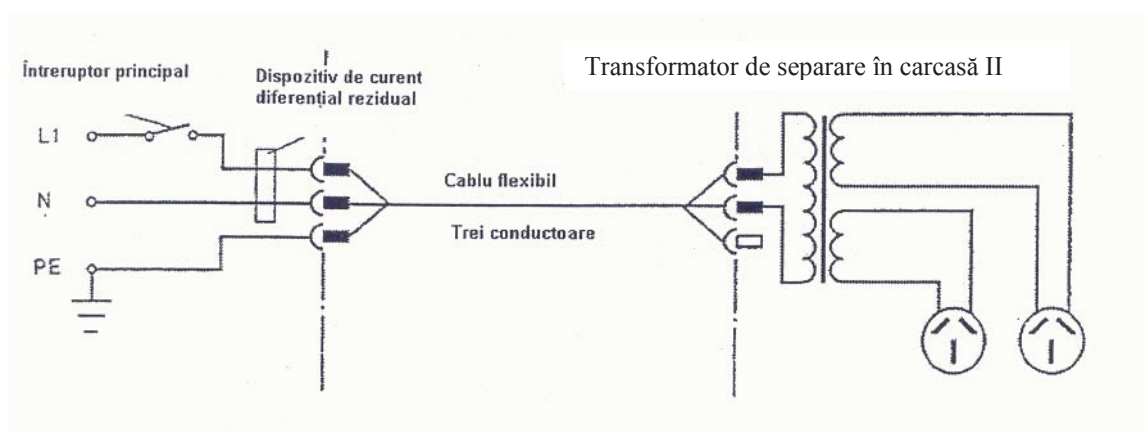 Întreruptor principal
Dispozitiv de curent
diferențial rezidual
Transformator de separare în carcasă II
L1
N
PE
Cablu flexibil
Trei conductoare